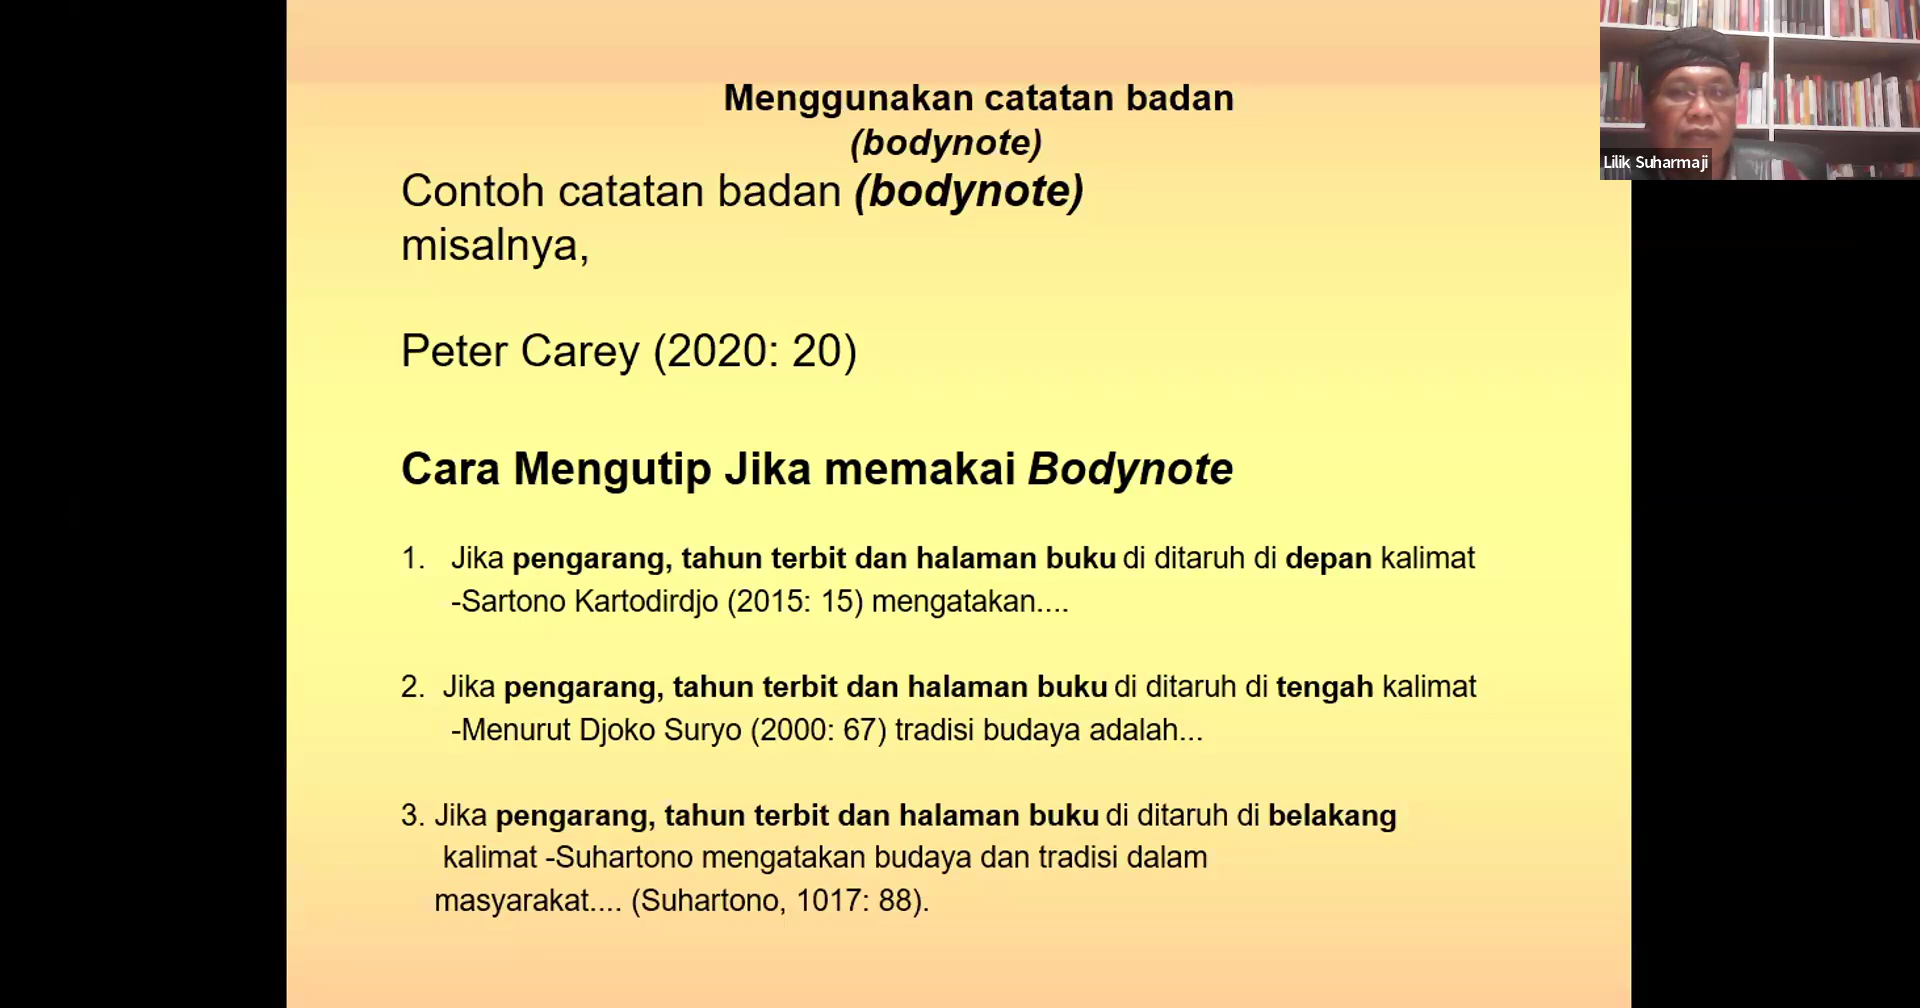 Menggunakan catatan badan
(bodynote)
Contoh catatan badan (bodynote)
misalnya,
Peter Carey (2020: 20)
Cara Mengutip Jika memakai Bodynote
1. Jika pengarang, tahun terbit dan halaman buku di ditaruh di depan kalimat
-Sartono Kartodirdjo (2015: 15) mengatakan....
2. Jika pengarang, tahun terbit dan halaman buku di ditaruh di tengah kalimat
-Menurut Djoko Suryo (2000: 67) tradisi budaya adalah...
3. Jika pengarang, tahun terbit dan halaman buku di ditaruh di belakang
kalimat -Suhartono mengatakan budaya dan tradisi dalam
masyarakat.... (Suhartono, 1017: 88).
Lilik Suharmaji